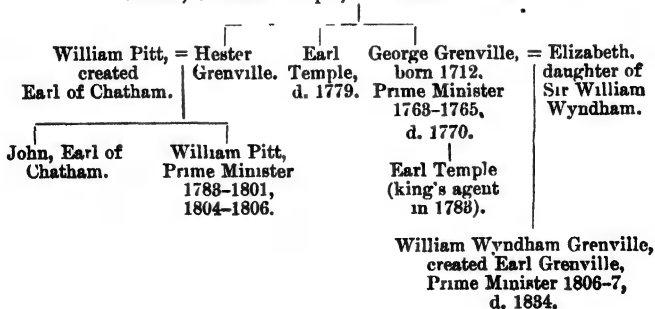 William Pitt, = Hester
created Grenville.
Earl of Chatham.
Earl
Temple,
d. 1779.
George Grenville, = Elizabeth,
born 1712. daughter of
Prime Minister Sir William
1763-1765, Wyndham.
d. 1770.
John, Earl of
Chatham.
William Pitt,
Prime Minister
1783-1801,
1804-1806.
Earl Temple
(king's agent
in 1783).
William Wyndham Grenville,
created Earl Grenville,
Prime Minister 1806-7,
d. 1834.